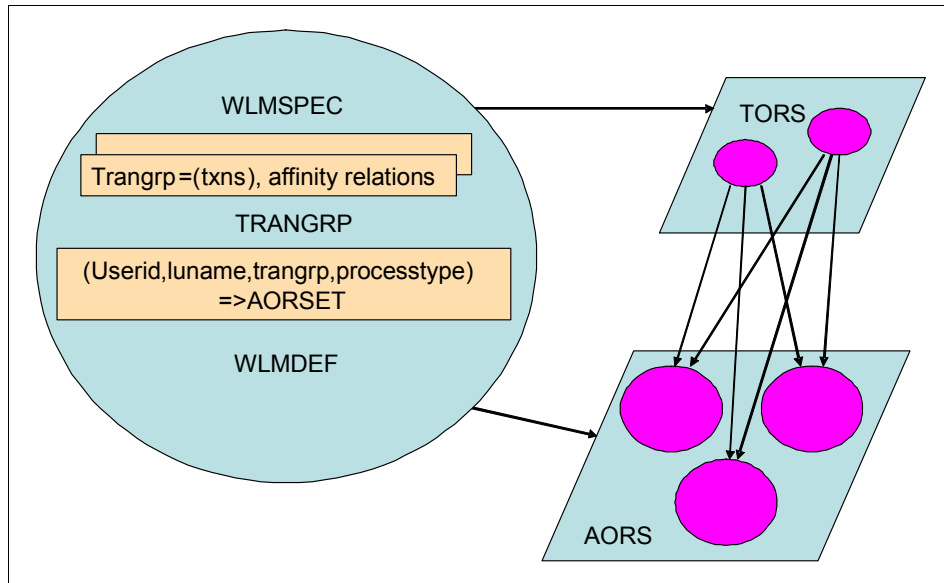 WLMSPEC
Trangrp=(txns), affinity relations
TRANGRP
(Userid,luname,trangrp,processtype)
=>AORSET
WLMDEF
TORS
AORS